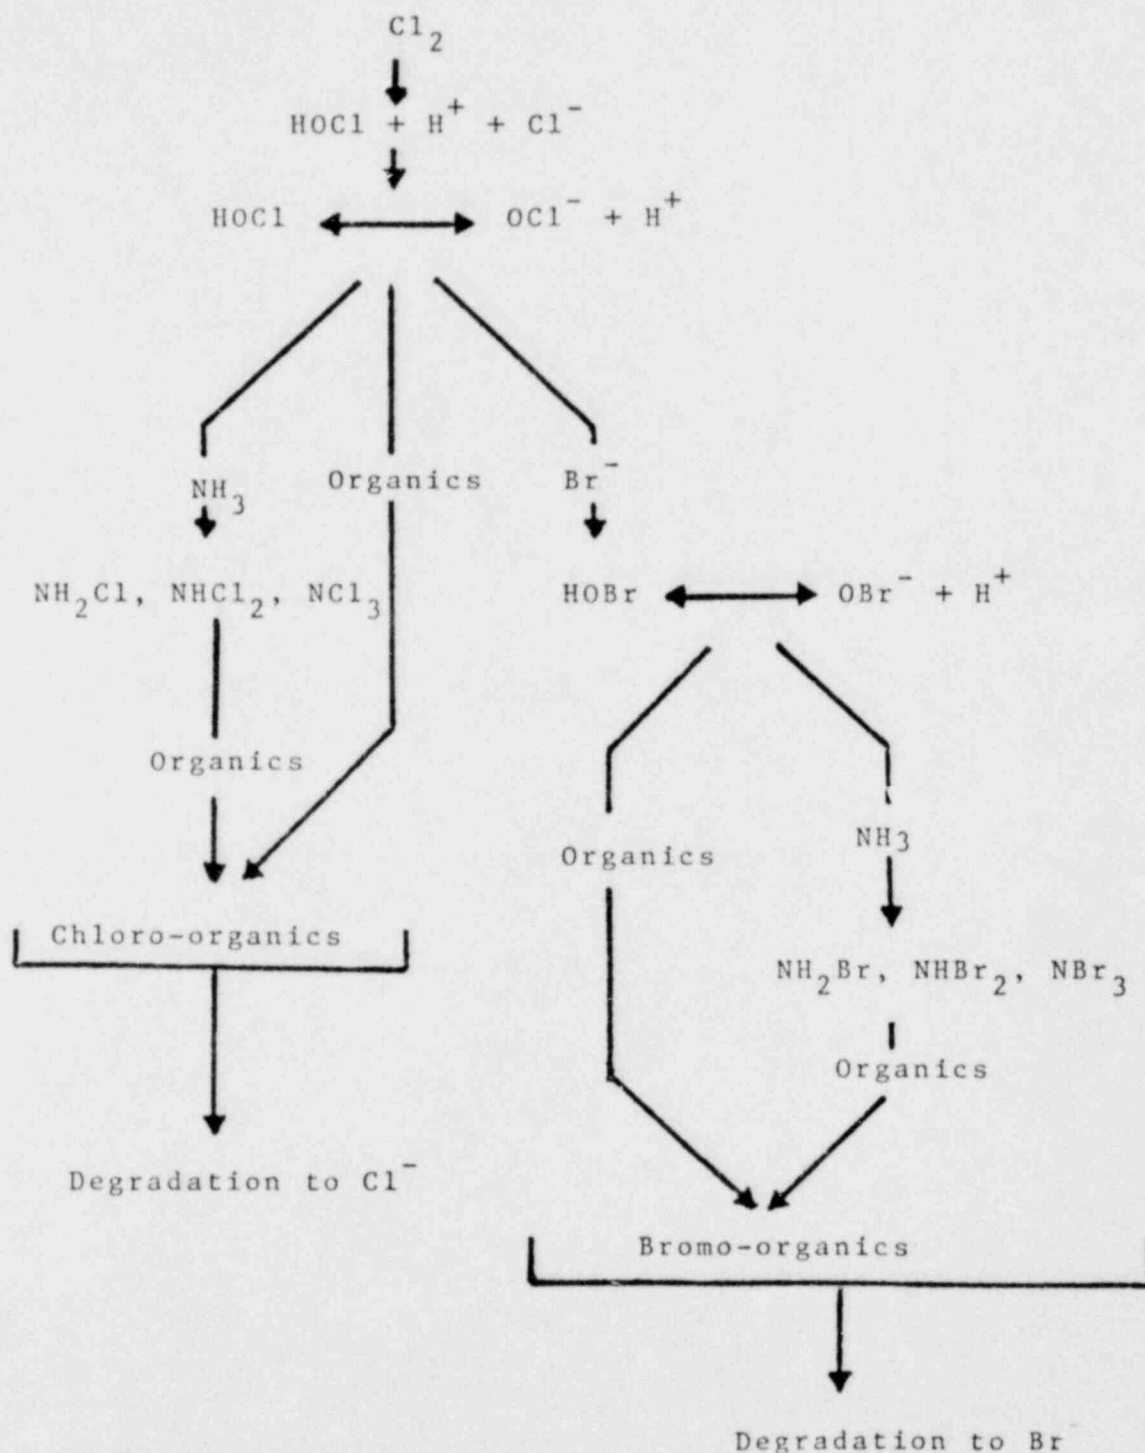 Cl₂
HOCl + H⁺ + Cl⁻
HOCl OCl⁻ + H⁺
NH₃ Organics Br⁻
NH₂Cl, NHCl₂, NCl₃ HOBr OBr⁻ + H⁺
Organics
Organics NH₃
Chloro-organics
NH₂Br, NHBr₂, NBr₃
Organics
Degradation to Cl⁻
Bromo-organics
Degradation to Br